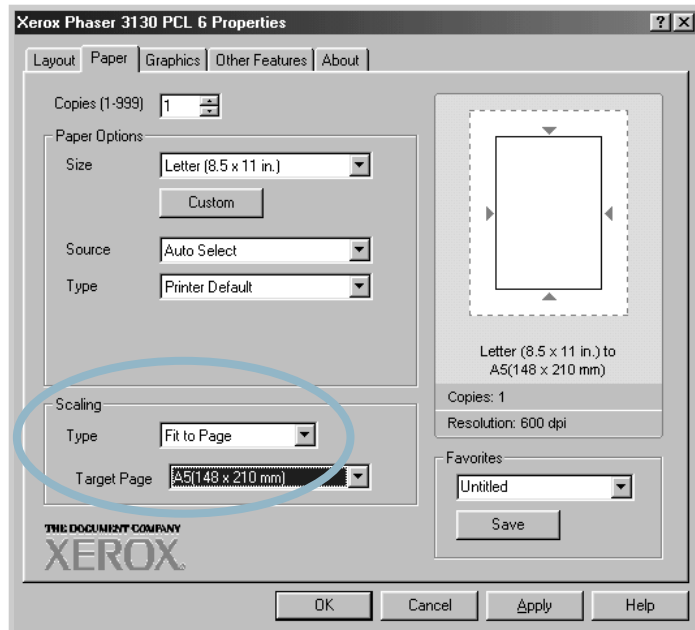 Xerox Phaser 3130 PCL 6 Properties
Layout Paper Graphics Other Features About
Copies (1-999) 1
Paper Options
Size Letter (8.5 x 11 in.)
Custom
Source Auto Select
Type Printer Default
Letter (8.5 x 11 in.) to
A5(148 x 210 mm)
Copies: 1
Resolution: 600 dpi
Scaling
Type Fit to Page
Target Page A5(148 x 210 mm)
Favorites
Untitled
Save
THE DOCUMENT COMPANY
XEROX
OK Cancel Apply Help